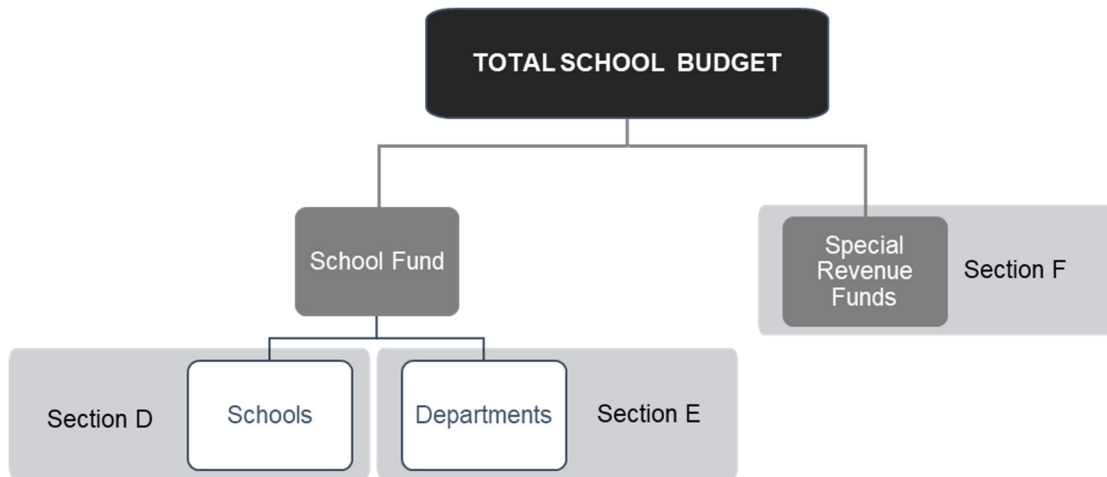 TOTAL SCHOOL BUDGET
School Fund
Special
Revenue
Funds
Section F
Section D
Schools
Departments
Section E